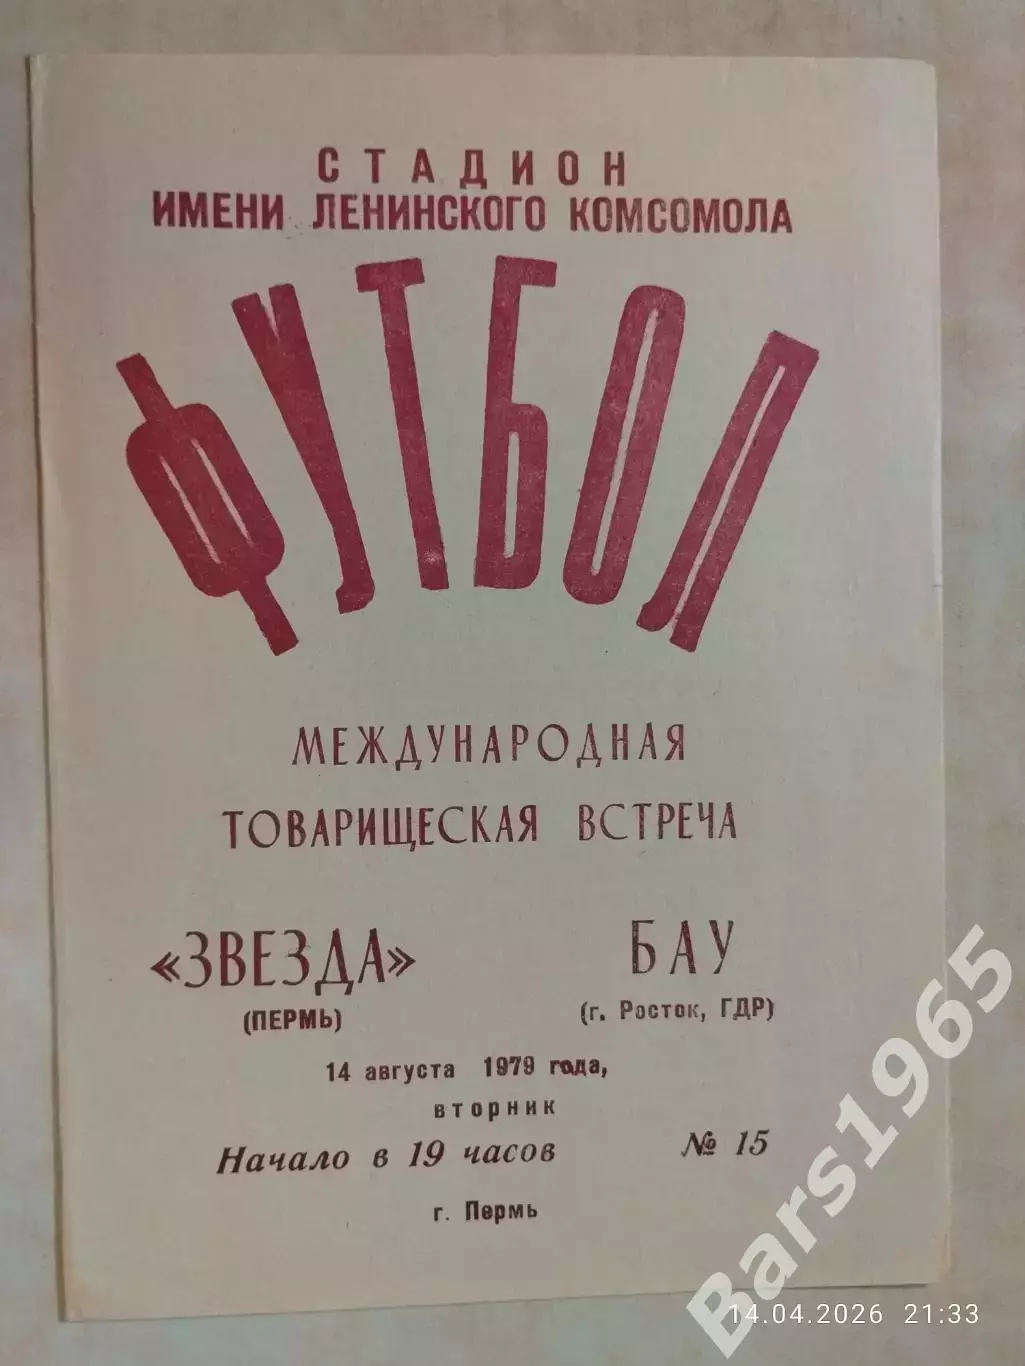 СТАДИОН
ИМЕНИ ЛЕНИНСКОГО КОМСОМОЛА
ФУТБОЛ
МЕЖДУНАРОДНАЯ
ТОВАРИЩЕСКАЯ ВСТРЕЧА
«ЗВЕЗДА» БАУ
(ПЕРМЬ) (г. Росток, ГДР)
14 августа 1979 года,
вторник
Начало в 19 часов № 15
г. Пермь
Bars1965
14.04.2026 21:33